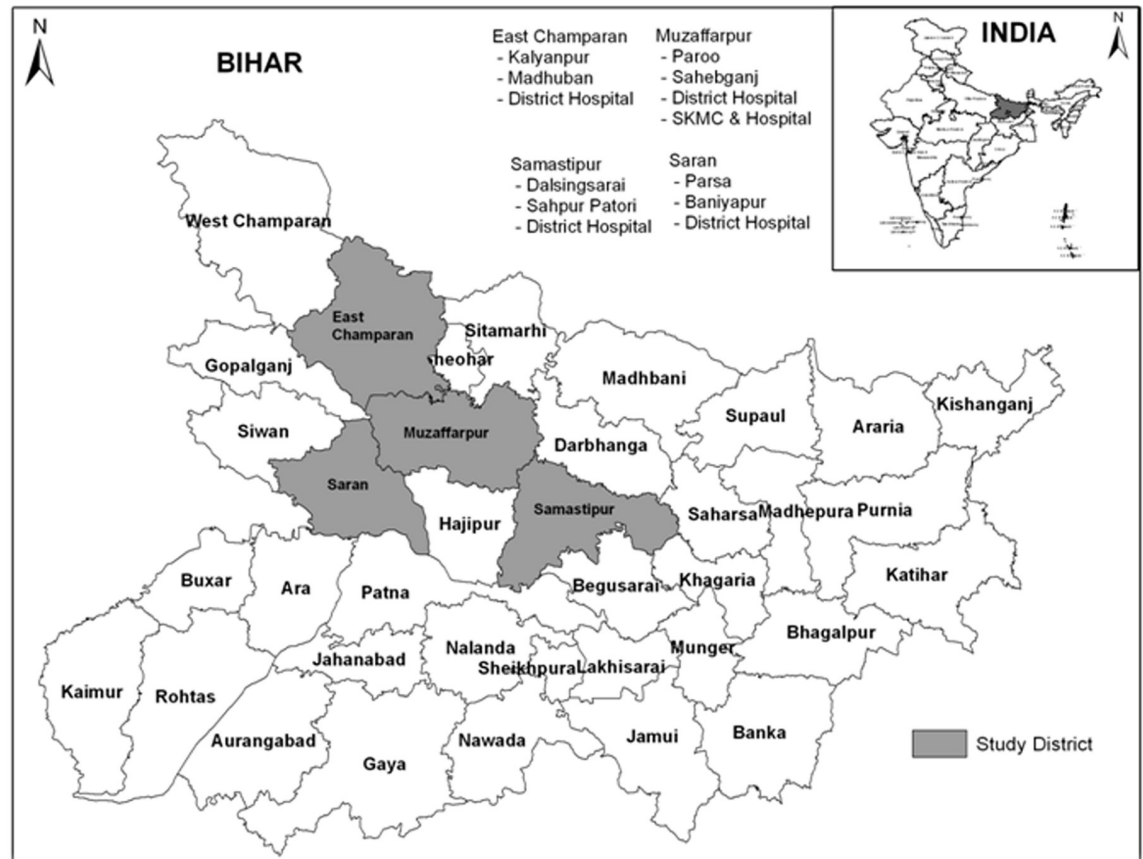 N
BIHAR
East Champaran
- Kalyanpur
- Madhuban
- District Hospital
Muzaffarpur
- Paroo
- Sahebganj
- District Hospital
- SKMC & Hospital
Samastipur
- Dalsingsarai
- Sahpur Patori
- District Hospital
Saran
- Parsa
- Baniyapur
- District Hospital
INDIA
N
West Champaran
East
Champaran
Sitamarhi
heohar
Gopalganj
Madhbani
Kishanganj
Supaul
Araria
Siwan
Muzaffarpur
Darbhanga
Saran
Hajipur
Samastipur
Saharsa
Madhepura
Purnia
Buxar
Ara
Patna
Begusarai
Khagaria
Katihar
Jahanabad
Nalanda
Sheikhpura
Lakhisarai
Munger
Bhagalpur
Kaimur
Rohtas
Aurangabad
Gaya
Nawada
Jamui
Banka
Study District